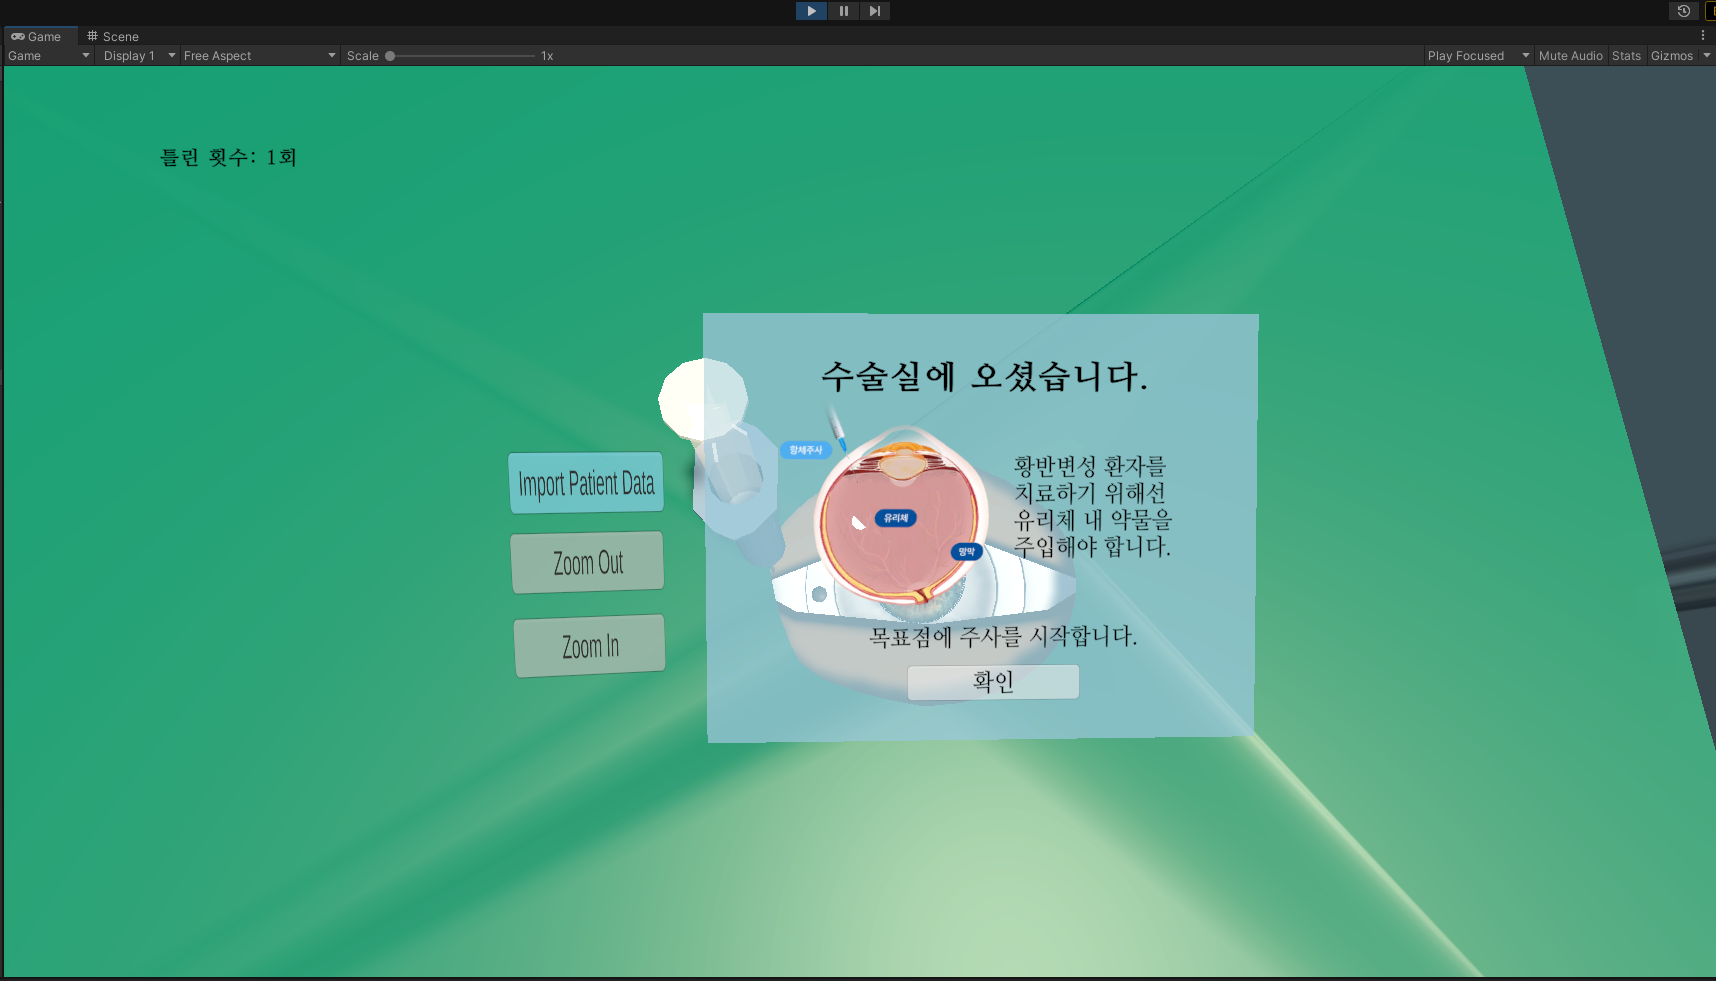 Game
Scene
Game
Display 1
Free Aspect
Scale
1x
Play Focused
Mute Audio
Stats
Gizmos
틀린 횟수: 1회
수술실에 오셨습니다.
항체주사
유리체
망막
황반변성 환자를
치료하기 위해선
유리체 내 약물을
주입해야 합니다.
Import Patient Data
Zoom Out
Zoom In
목표점에 주사를 시작합니다.
확인